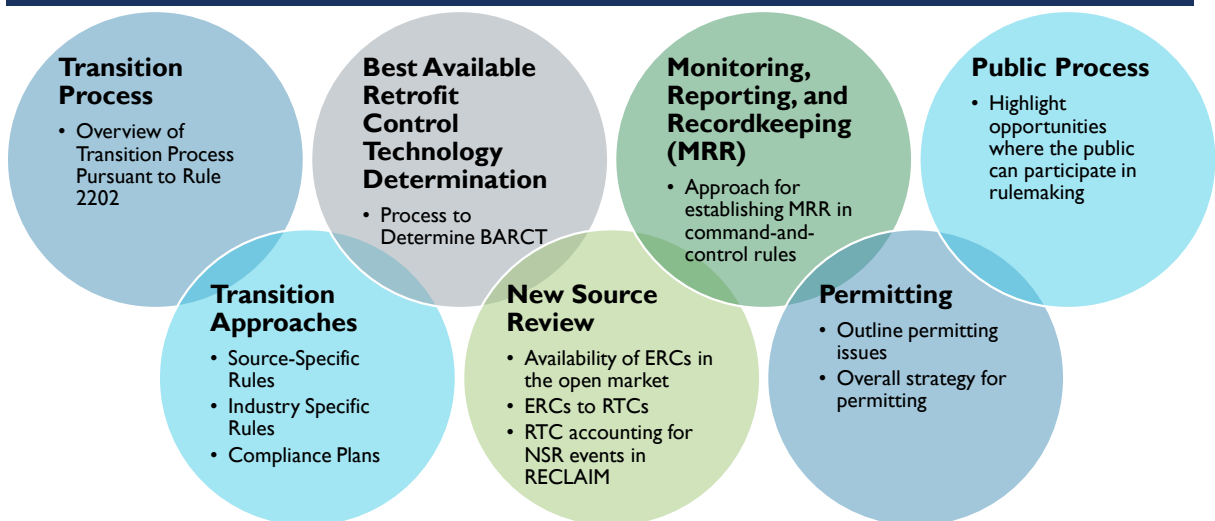 Transition
Process
• Overview of
Transition Process
Pursuant to Rule
2202
Best Available
Retrofit
Control
Technology
Determination
• Process to
Determine BARCT
Monitoring,
Reporting, and
Recordkeeping
(MRR)
• Approach for
establishing MRR in
command-and-
control rules
Public Process
• Highlight
opportunities
where the public
can participate in
rulemaking
Transition
Approaches
• Source-Specific
Rules
• Industry Specific
Rules
• Compliance Plans
New Source
Review
• Availability of ERCs in
the open market
• ERCs to RTCs
• RTC accounting for
NSR events in
RECLAIM
Permitting
• Outline permitting
issues
• Overall strategy for
permitting